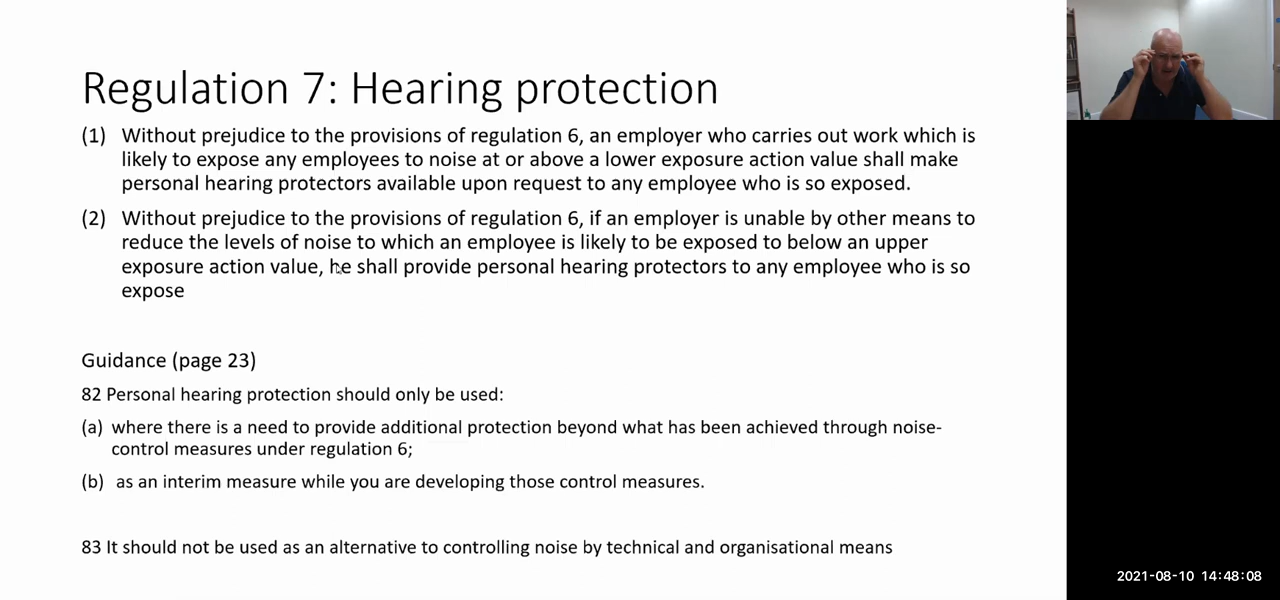 Regulation 7: Hearing protection
(1) Without prejudice to the provisions of regulation 6, an employer who carries out work which is
likely to expose any employees to noise at or above a lower exposure action value shall make
personal hearing protectors available upon request to any employee who is so exposed.
(2) Without prejudice to the provisions of regulation 6, if an employer is unable by other means to
reduce the levels of noise to which an employee is likely to be exposed to below an upper
exposure action value, he shall provide personal hearing protectors to any employee who is so
expose
Guidance (page 23)
82 Personal hearing protection should only be used:
(a) where there is a need to provide additional protection beyond what has been achieved through noise-
control measures under regulation 6;
(b) as an interim measure while you are developing those control measures.
83 It should not be used as an alternative to controlling noise by technical and organisational means
2021-08-10 14:48:08